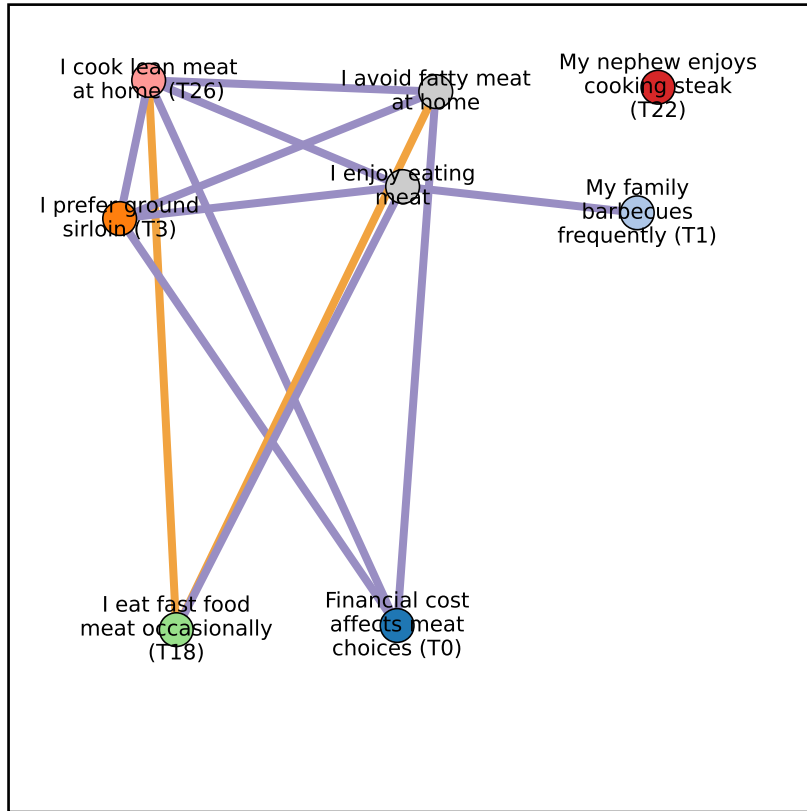 I cook lean meat
at home (T26)
I avoid fatty meat
at home
My nephew enjoys
cooking steak
(T22)
I enjoy eating
meat
I prefer ground
sirloin (T3)
My family
barbecues
frequently (T1)
I eat fast food
meat occasionally
(T18)
Financial cost
affects meat
choices (T0)